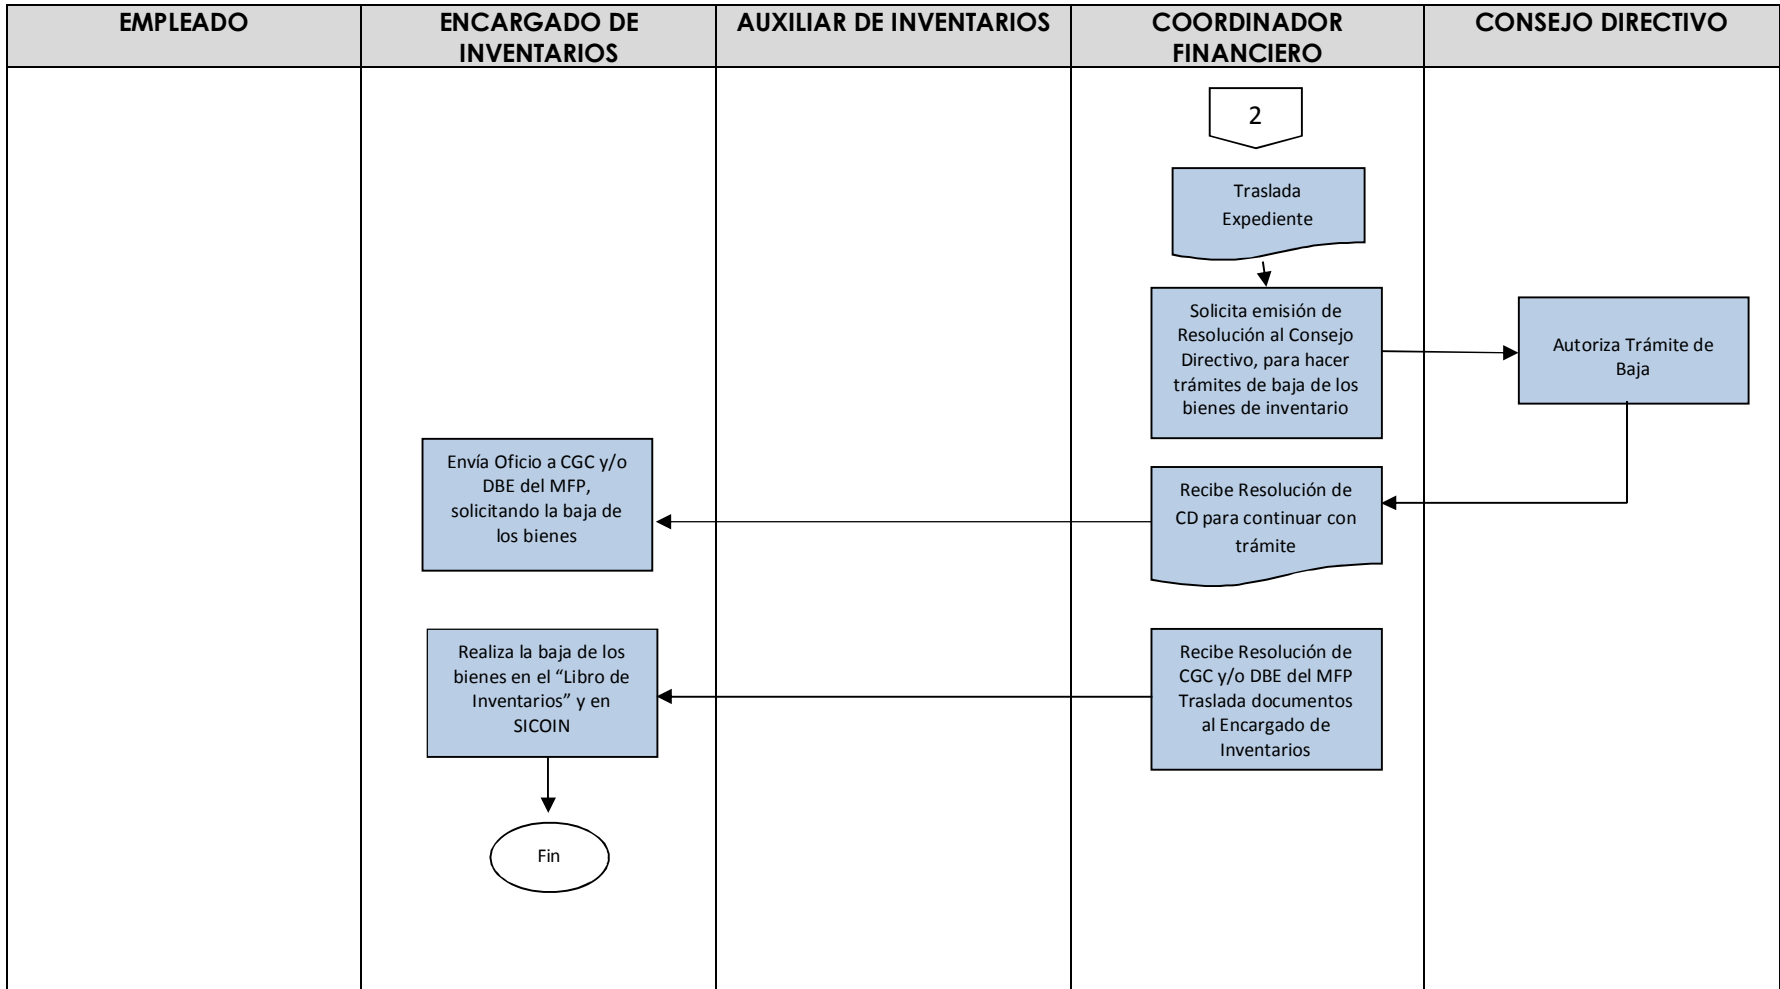 EMPLEADO
ENCARGADO DE
INVENTARIOS
AUXILIAR DE INVENTARIOS
COORDINADOR
FINANCIERO
CONSEJO DIRECTIVO
2
Traslada
Expediente
Solicita emisión de
Resolución al Consejo
Directivo, para hacer
trámites de baja de los
bienes de inventario
Autoriza Trámite de
Baja
Envía Oficio a CGC y/o
DBE del MFP,
solicitando la baja de
los bienes
Recibe Resolución de
CD para continuar con
trámite
Realiza la baja de los
bienes en el “Libro de
Inventarios” y en
SICOIN
Recibe Resolución de
CGC y/o DBE del MFP
Traslada documentos
al Encargado de
Inventarios
Fin